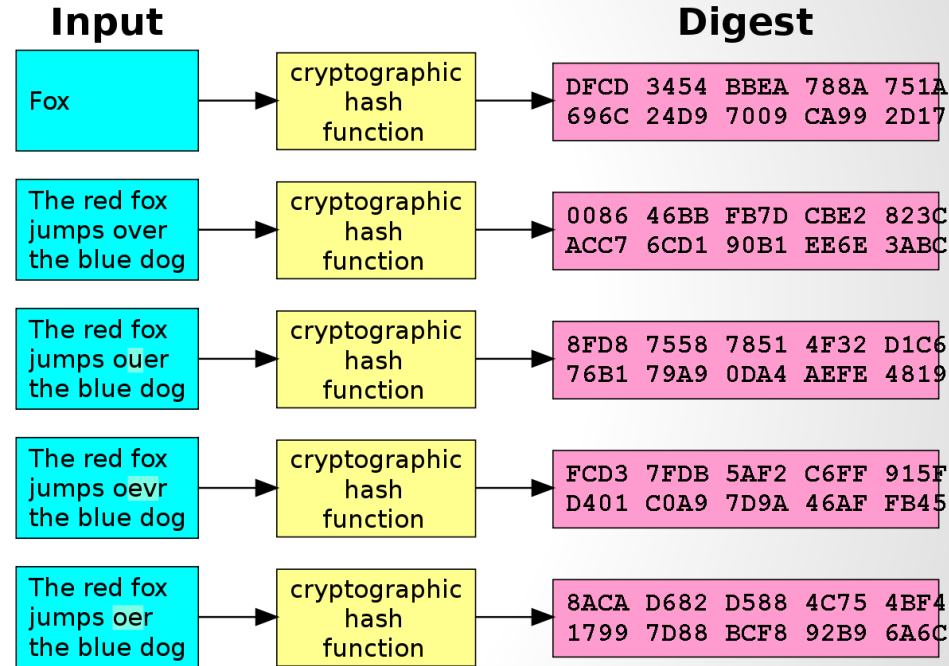 Input
Digest
Fox
cryptographic
hash
function
DFCD 3454 BBEA 788A 751A
696C 24D9 7009 CA99 2D17
The red fox
jumps over
the blue dog
cryptographic
hash
function
0086 46BB FB7D CBE2 823C
ACC7 6CD1 90B1 EE6E 3ABC
The red fox
jumps ouer
the blue dog
cryptographic
hash
function
8FD8 7558 7851 4F32 D1C6
76B1 79A9 0DA4 AEFE 4819
The red fox
jumps oevr
the blue dog
cryptographic
hash
function
FCD3 7FDB 5AF2 C6FF 915F
D401 C0A9 7D9A 46AF FB45
The red fox
jumps oer
the blue dog
cryptographic
hash
function
8ACA D682 D588 4C75 4BF4
1799 7D88 BCF8 92B9 6A6C